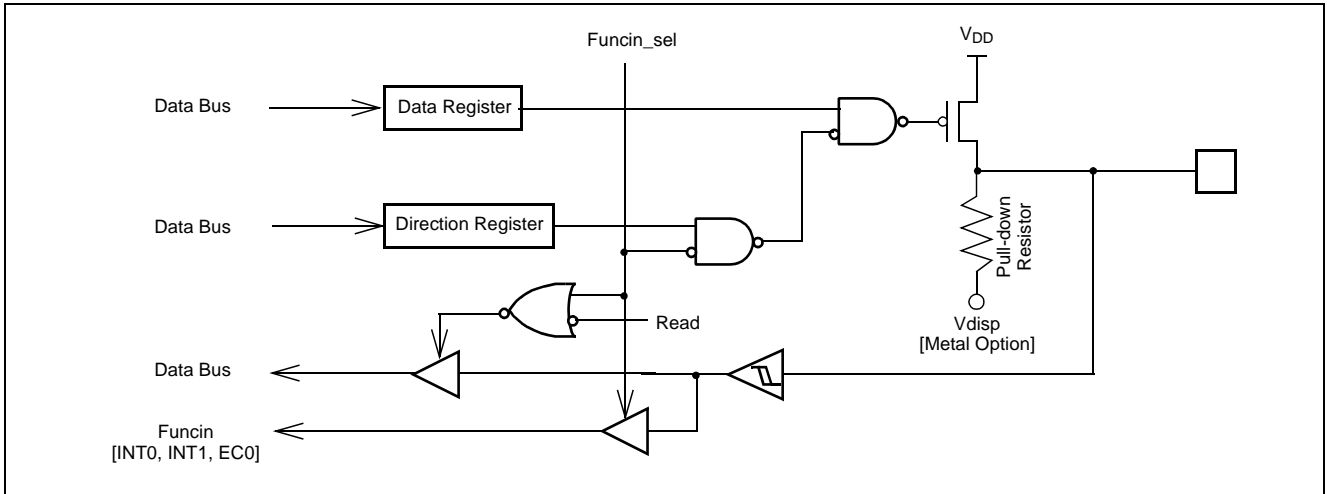 Funcin_sel
VDD
Data Bus
Data Register
Data Bus
Direction Register
Pull-down
Resistor
Read
Vdisp
[Metal Option]
Data Bus
Funcin
[INT0, INT1, EC0]